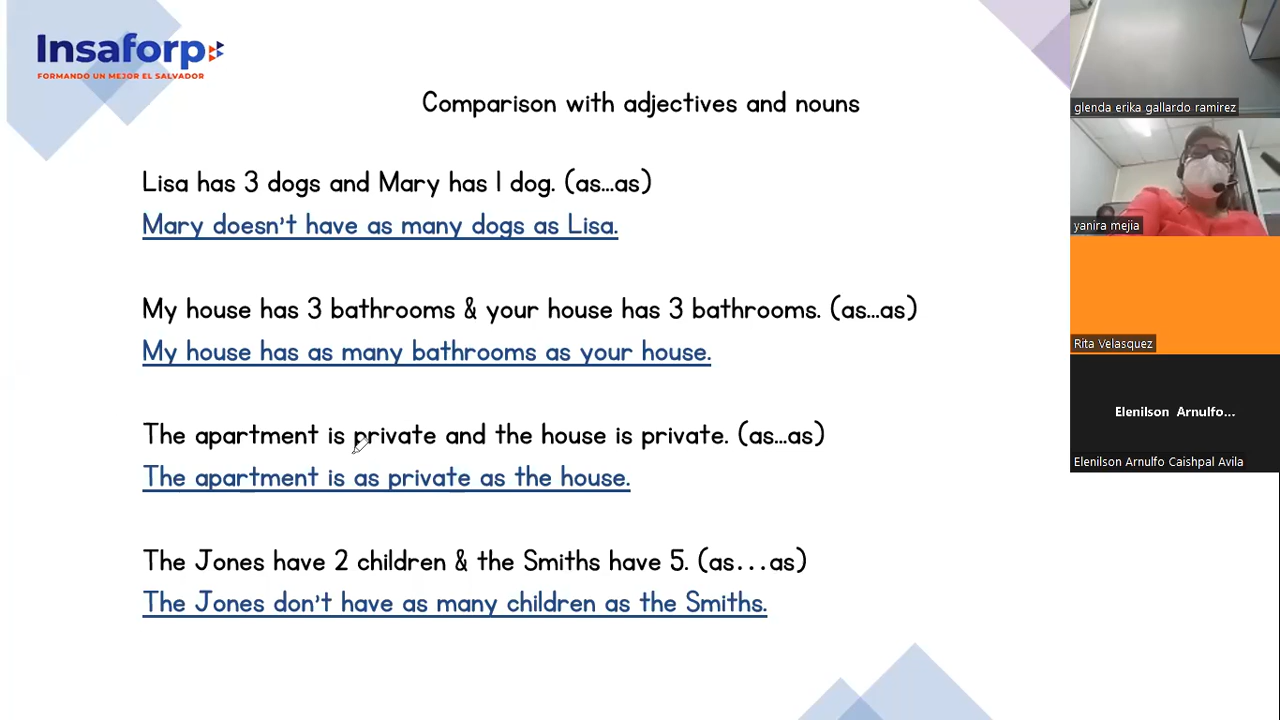 Insaforp
FORMANDO UN MEJOR EL SALVADOR
Comparison with adjectives and nouns
Lisa has 3 dogs and Mary has 1 dog. (as...as)
Mary doesn't have as many dogs as Lisa.
My house has 3 bathrooms & your house has 3 bathrooms. (as...as)
My house has as many bathrooms as your house.
The apartment is private and the house is private. (as...as)
The apartment is as private as the house.
The Jones have 2 children & the Smiths have 5. (as...as)
The Jones don't have as many children as the Smiths.
glenda erika gallardo ramirez
yanira mejia
Rita Velasquez
Elenilson Arnulfo...
Elenilson Arnulfo Caishpal Avila